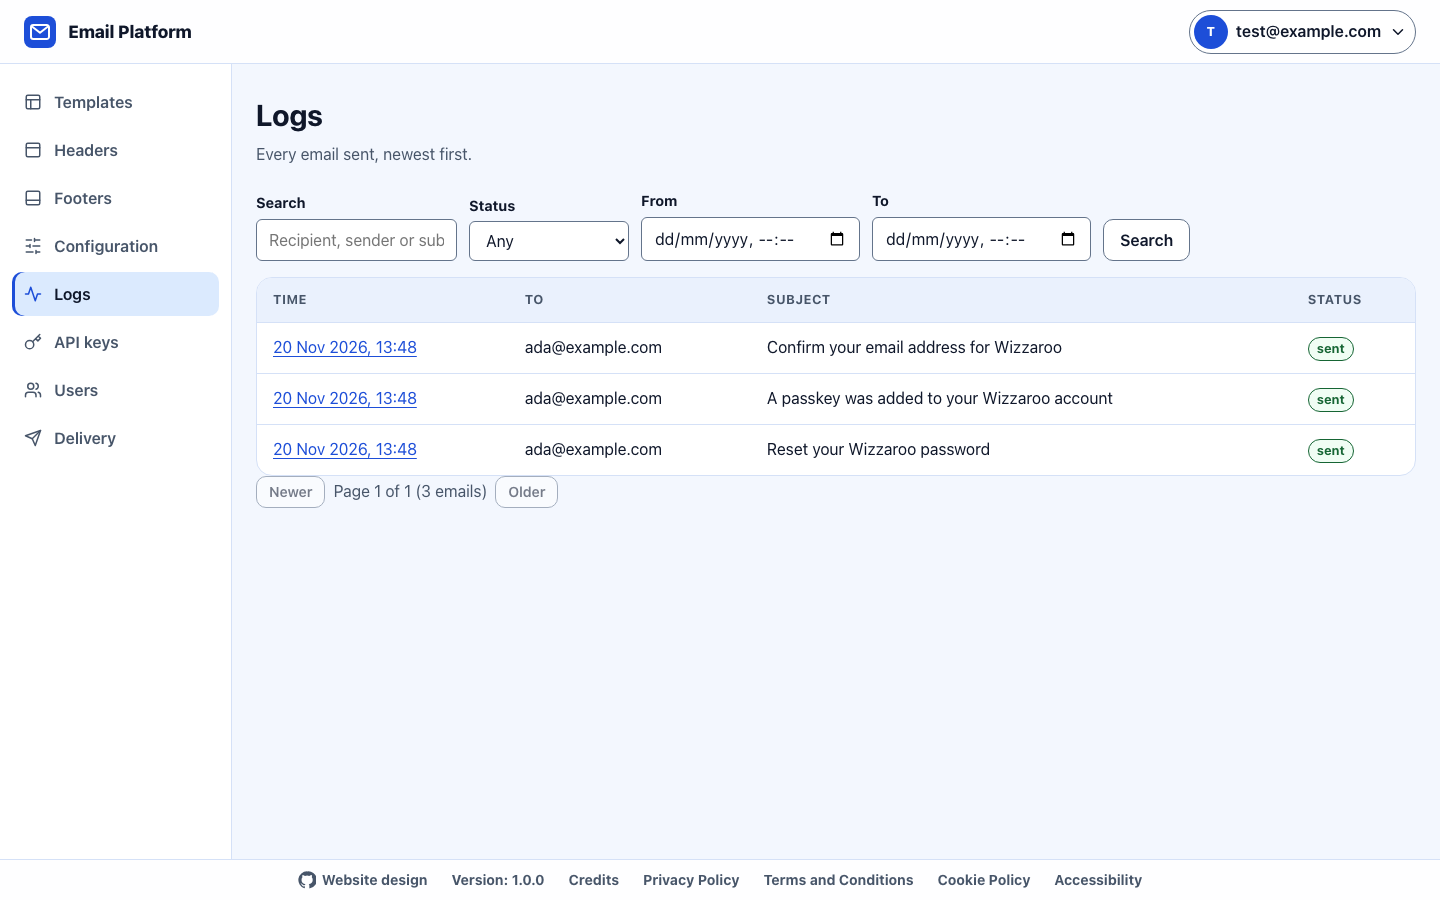 Email Platform
T test@example.com
Templates
Headers
Footers
Configuration
Logs
API keys
Users
Delivery
Logs
Every email sent, newest first.
Search Status From To
Recipient, sender or sub Any dd/mm/yyyy, --:-- dd/mm/yyyy, --:-- Search
TIME TO SUBJECT STATUS
20 Nov 2026, 13:48 ada@example.com Confirm your email address for Wizzaroo sent
20 Nov 2026, 13:48 ada@example.com A passkey was added to your Wizzaroo account sent
20 Nov 2026, 13:48 ada@example.com Reset your Wizzaroo password sent
Newer Page 1 of 1 (3 emails) Older
Website design Version: 1.0.0 Credits Privacy Policy Terms and Conditions Cookie Policy Accessibility